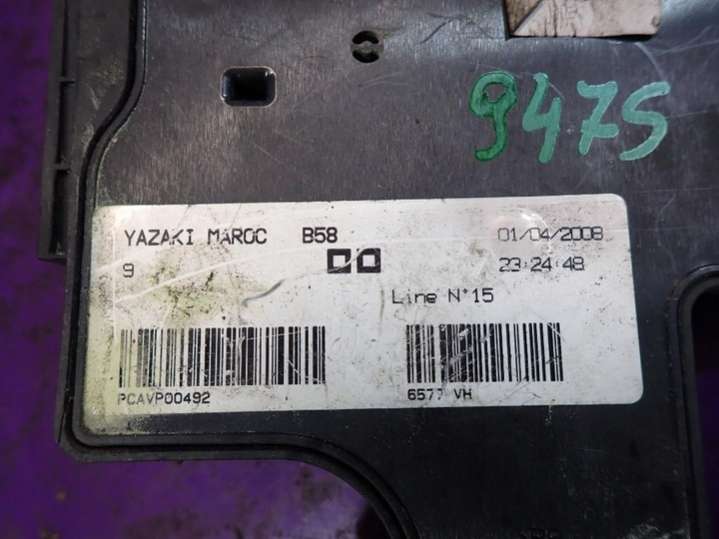 9475
YAZAKI MAROC B58 01/04/2008
9 23:24:48
Line N°15
PCAVP00492 6577 VH